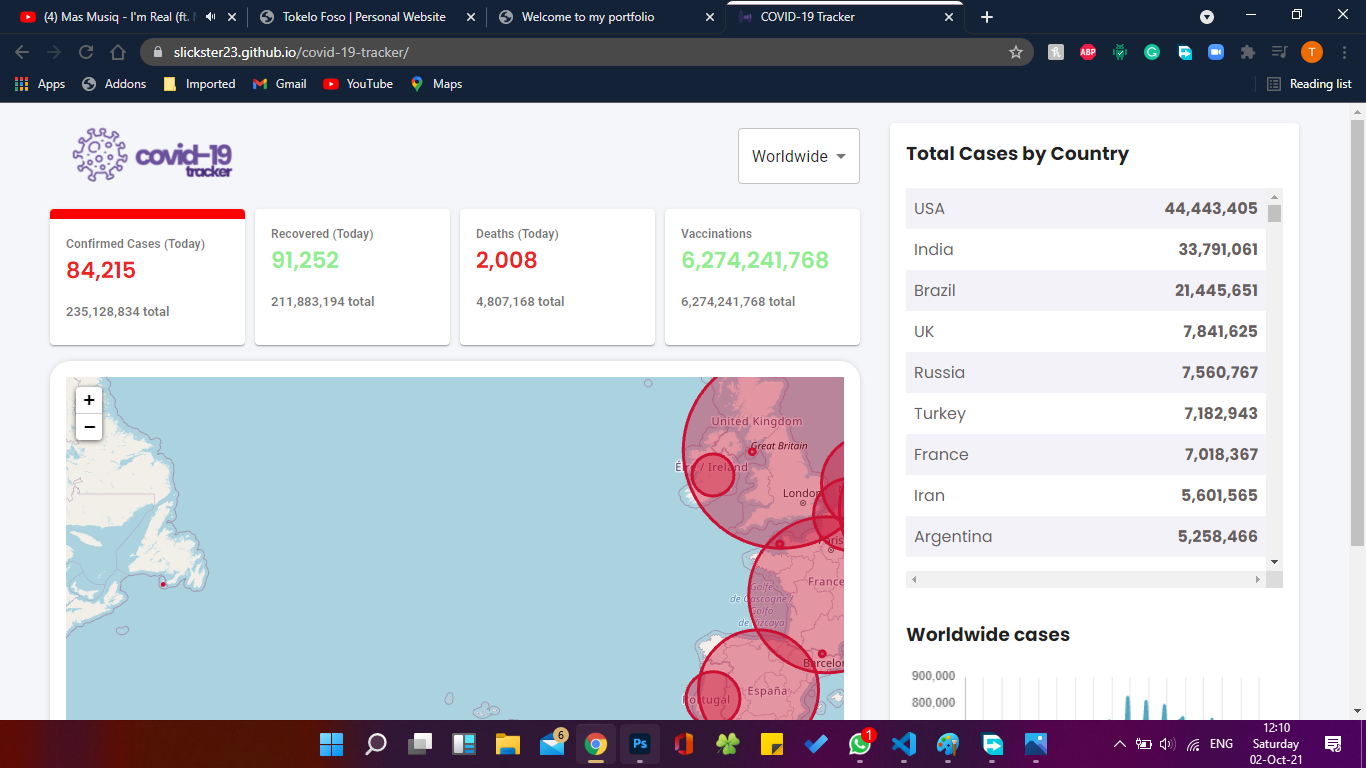 (4) Mas Musiq - I'm Real (ft.
Tokelo Foso | Personal Website
Welcome to my portfolio
COVID-19 Tracker
slickster23.github.io/covid-19-tracker/
ABP
T
Apps
Addons
Imported
Gmail
YouTube
Maps
Reading list
covid-19
tracker
Worldwide
Confirmed Cases (Today)
84,215
235,128,834 total
Recovered (Today)
91,252
211,883,194 total
Deaths (Today)
2,008
4,807,168 total
Vaccinations
6,274,241,768
6,274,241,768 total
+
−
United Kingdom
Great Britain
Éire / Ireland
London
Paris
France
Golfe
de Gascogne /
Golfo
de Vizcaya
Barcelon
España
Portugal
Total Cases by Country
USA 44,443,405
India 33,791,061
Brazil 21,445,651
UK 7,841,625
Russia 7,560,767
Turkey 7,182,943
France 7,018,367
Iran 5,601,565
Argentina 5,258,466
Worldwide cases
900,000
800,000
6
Ps
1
ENG
12:10
Saturday
02-Oct-21